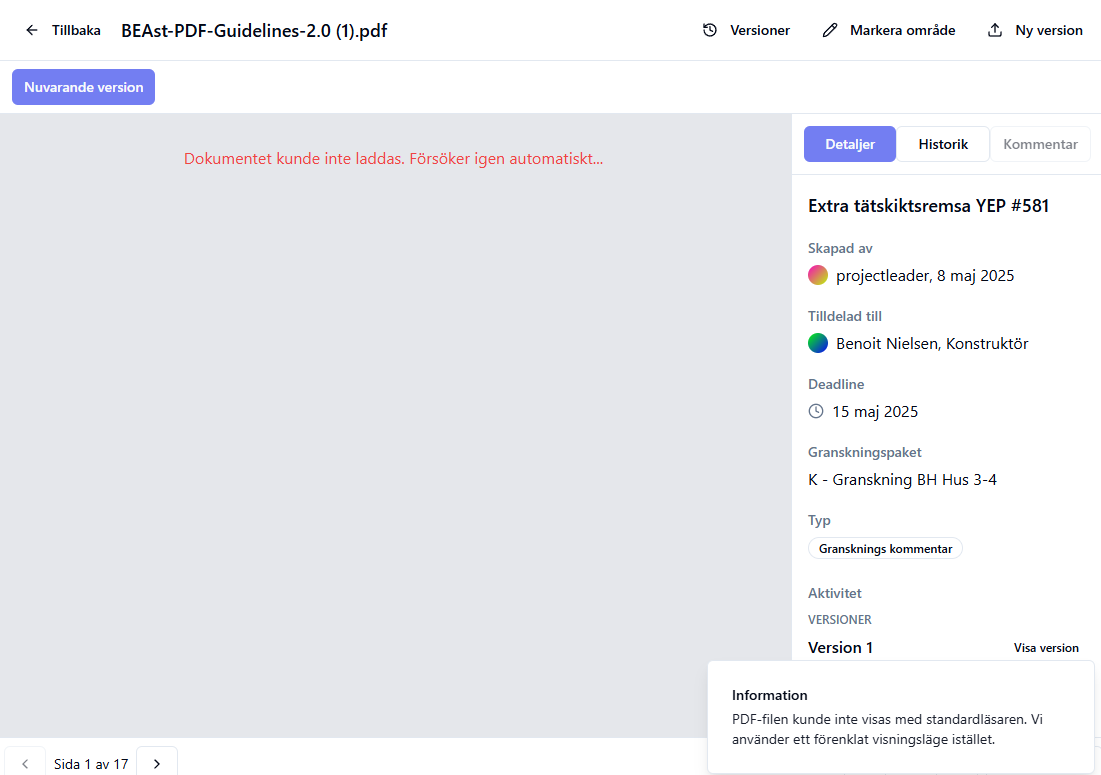 Tillbaka BEAst-PDF-Guidelines-2.0 (1).pdf Versioner Markera område Ny version
Nuvarande version
Dokumentet kunde inte laddas. Försöker igen automatiskt...
Detaljer Historik Kommentar
Extra tätskiktsremsa YEP #581
Skapad av
projectleader, 8 maj 2025
Tilldelad till
Benoit Nielsen, Konstruktör
Deadline
15 maj 2025
Granskningspaket
K - Granskning BH Hus 3-4
Typ
Gransknings kommentar
Aktivitet
VERSIONER
Version 1 Visa version
Information
PDF-filen kunde inte visas med standardläsaren. Vi
använder ett förenklat visningsläge istället.
Sida 1 av 17